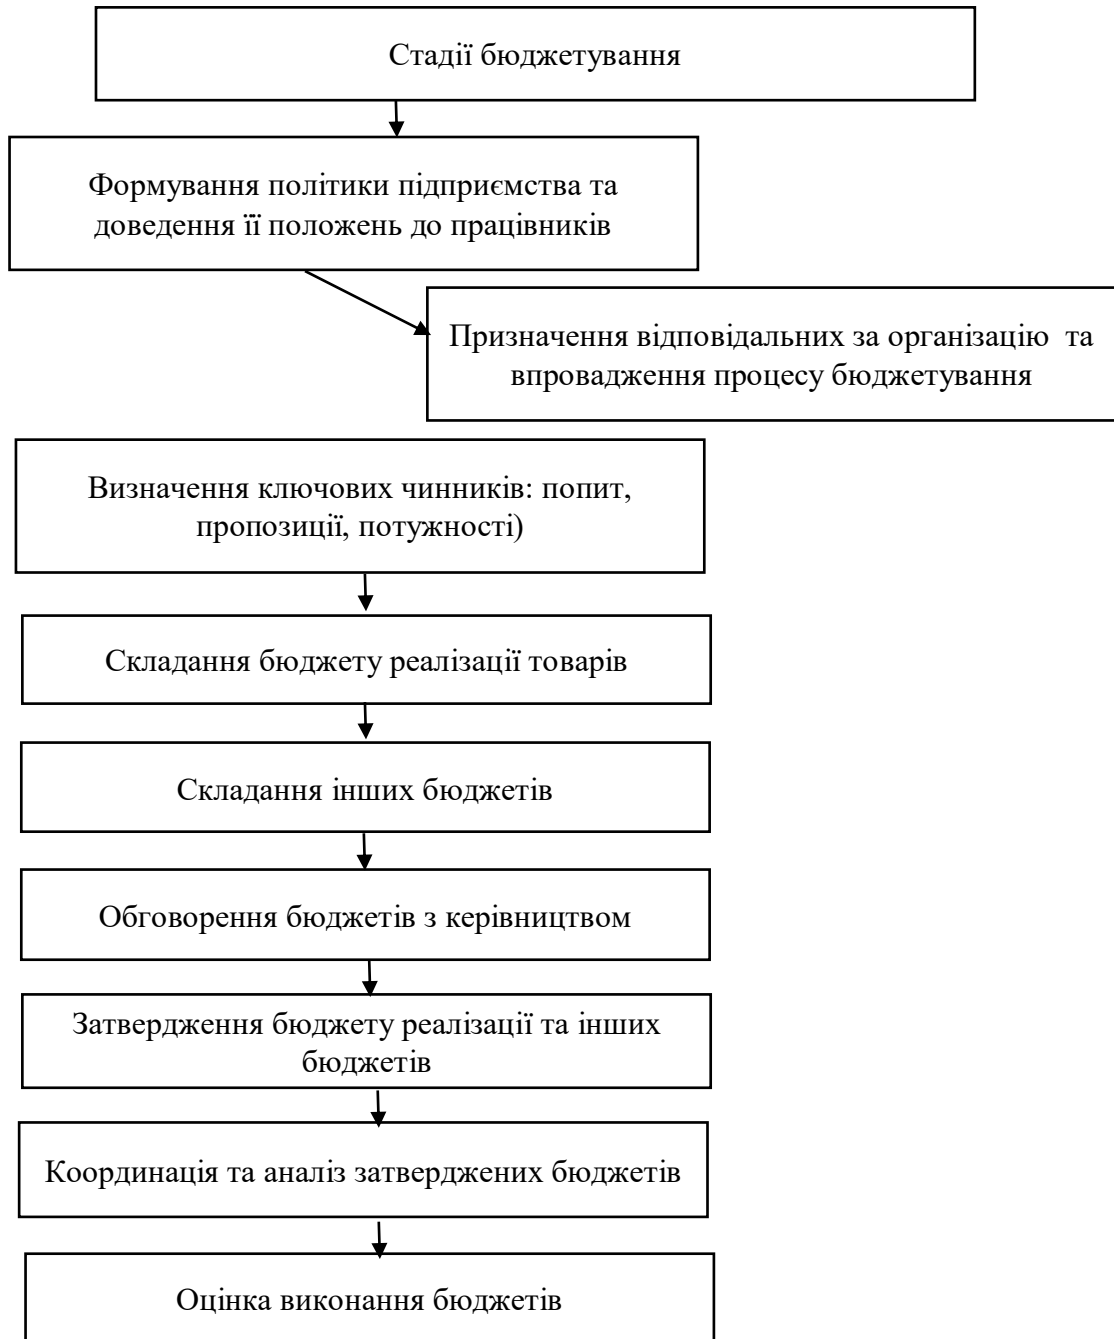 Стадії бюджетування
Формування політики підприємства та
доведення її положень до працівників
Призначення відповідальних за організацію  та
впровадження процесу бюджетування
Визначення ключових чинників: попит,
пропозиції, потужності)
Складання бюджету реалізації товарів
Складання інших бюджетів
Обговорення бюджетів з керівництвом
Затвердження бюджету реалізації та інших
бюджетів
Координація та аналіз затверджених бюджетів
Оцінка виконання бюджетів